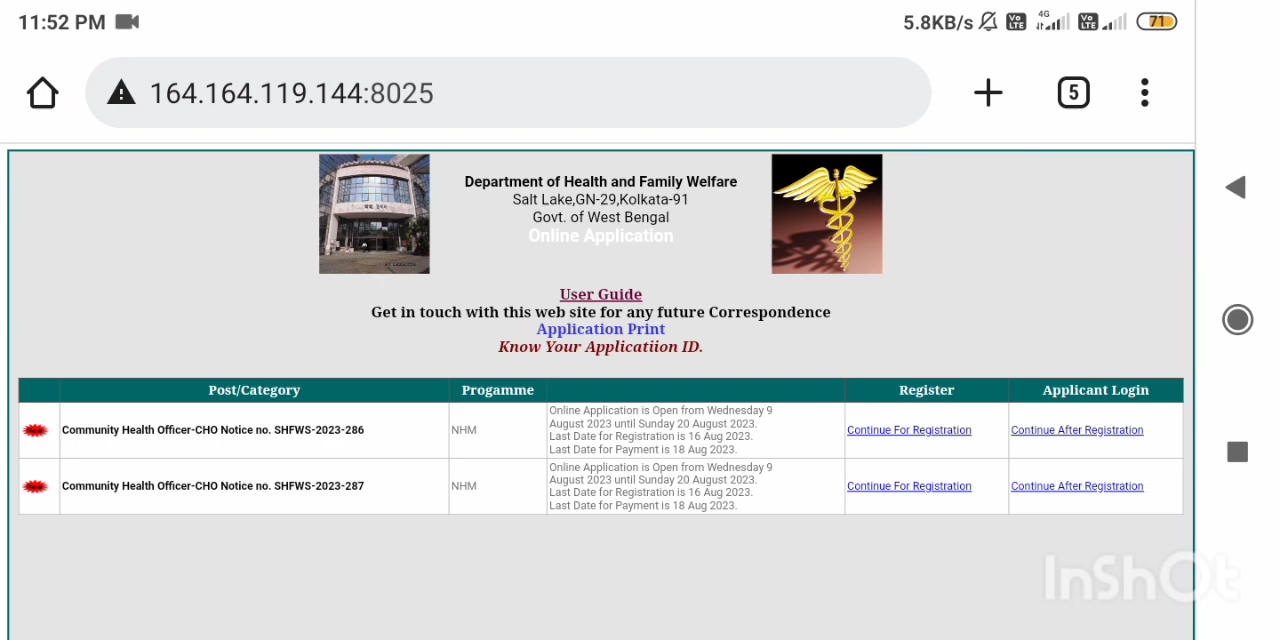 11:52 PM
5.8KB/s
Vo LTE
4G
Vo LTE
71
164.164.119.144:8025
5
Department of Health and Family Welfare
Salt Lake,GN-29,Kolkata-91
Govt. of West Bengal
Online Application
User Guide
Get in touch with this web site for any future Correspondence
Application Print
Know Your Applicatiion ID.
Post/Category Progamme Register Applicant Login
Community Health Officer-CHO Notice no. SHFWS-2023-286
NHM
Online Application is Open from Wednesday 9
August 2023 until Sunday 20 August 2023.
Last Date for Registration is 16 Aug 2023.
Last Date for Payment is 18 Aug 2023.
Continue For Registration
Continue After Registration
Community Health Officer-CHO Notice no. SHFWS-2023-287
NHM
Online Application is Open from Wednesday 9
August 2023 until Sunday 20 August 2023.
Last Date for Registration is 16 Aug 2023.
Last Date for Payment is 18 Aug 2023.
Continue For Registration
Continue After Registration
InShOt